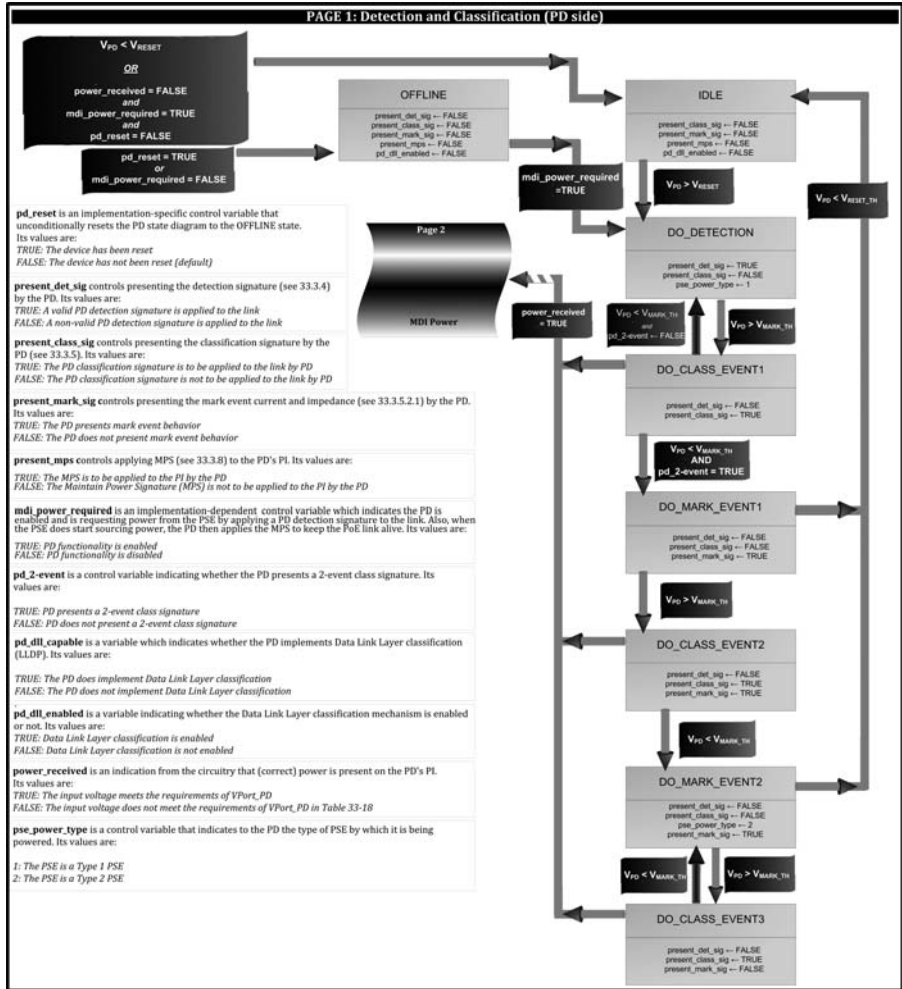 PAGE 1: Detection and Classification (PD side)
VPD < VRESET
OR
power_received = FALSE
and
mdi_power_required = TRUE
and
pd_reset = FALSE
pd_reset = TRUE
or
mdi_power_required = FALSE
OFFLINE
present_det_sig ← FALSE
present_class_sig ← FALSE
present_mark_sig ← FALSE
present_mps ← FALSE
pd_dll_enabled ← FALSE
IDLE
present_det_sig ← FALSE
present_class_sig ← FALSE
present_mark_sig ← FALSE
present_mps ← FALSE
pd_dll_enabled ← FALSE
mdi_power_required
=TRUE
VPD > VRESET
VPD < VRESET_TH
pd_reset is an implementation-specific control variable that
unconditionally resets the PD state diagram to the OFFLINE state.
Its values are:
TRUE: The device has been reset
FALSE: The device has not been reset (default)
present_det_sig controls presenting the detection signature (see 33.3.4)
by the PD. Its values are:
TRUE: A valid PD detection signature is applied to the link
FALSE: A non-valid PD detection signature is applied to the link
present_class_sig controls presenting the classification signature by the
PD (see 33.3.5). Its values are:
TRUE: The PD classification signature is to be applied to the link by PD
FALSE: The PD classification signature is not to be applied to the link by PD
present_mark_sig controls presenting the mark event current and impedance (see 33.3.5.2.1) by the PD.
Its values are:
TRUE: The PD presents mark event behavior
FALSE: The PD does not present mark event behavior
present_mps controls applying MPS (see 33.3.8) to the PD's PI. Its values are:
TRUE: The MPS is to be applied to the PI by the PD
FALSE: The Maintain Power Signature (MPS) is not to be applied to the PI by the PD
mdi_power_required is an implementation-dependent control variable which indicates the PD is
enabled and is requesting power from the PSE by applying a PD detection signature to the link. Also, when
the PSE does start sourcing power, the PD then applies the MPS to keep the PoE link alive. Its values are:
TRUE: PD functionality is enabled
FALSE: PD functionality is disabled
pd_2-event is a control variable indicating whether the PD presents a 2-event class signature. Its
values are:
TRUE: PD presents a 2-event class signature
FALSE: PD does not present a 2-event class signature
pd_dll_capable is a variable which indicates whether the PD implements Data Link Layer classification
(LLDP). Its values are:
TRUE: The PD does implement Data Link Layer classification
FALSE: The PD does not implement Data Link Layer classification
.
pd_dll_enabled is a variable indicating whether the Data Link Layer classification mechanism is enabled
or not. Its values are:
TRUE: Data Link Layer classification is enabled
FALSE: Data Link Layer classification is not enabled
power_received is an indication from the circuitry that (correct) power is present on the PD's PI.
Its values are:
TRUE: The input voltage meets the requirements of VPort_PD
FALSE: The input voltage does not meet the requirements of VPort_PD in Table 33-18
pse_power_type is a control variable that indicates to the PD the type of PSE by which it is being
powered. Its values are:
1: The PSE is a Type 1 PSE
2: The PSE is a Type 2 PSE
Page 2
MDI Power
power_received
= TRUE
DO_DETECTION
present_det_sig ← TRUE
present_class_sig ← FALSE
pse_power_type ← 1
VPD < VMARK_TH
and
pd_2-event ← FALSE
VPD > VMARK_TH
DO_CLASS_EVENT1
present_det_sig ← FALSE
present_class_sig ← TRUE
VPD < VMARK_TH
AND
pd_2-event = TRUE
DO_MARK_EVENT1
present_det_sig ← FALSE
present_class_sig ← FALSE
present_mark_sig ← TRUE
VPD > VMARK_TH
DO_CLASS_EVENT2
present_det_sig ← FALSE
present_class_sig ← TRUE
present_mark_sig ← TRUE
VPD < VMARK_TH
DO_MARK_EVENT2
present_det_sig ← FALSE
present_class_sig ← FALSE
pse_power_type ← 2
present_mark_sig ← TRUE
VPD < VMARK_TH
VPD > VMARK_TH
DO_CLASS_EVENT3
present_det_sig ← FALSE
present_class_sig ← TRUE
present_mark_sig ← FALSE